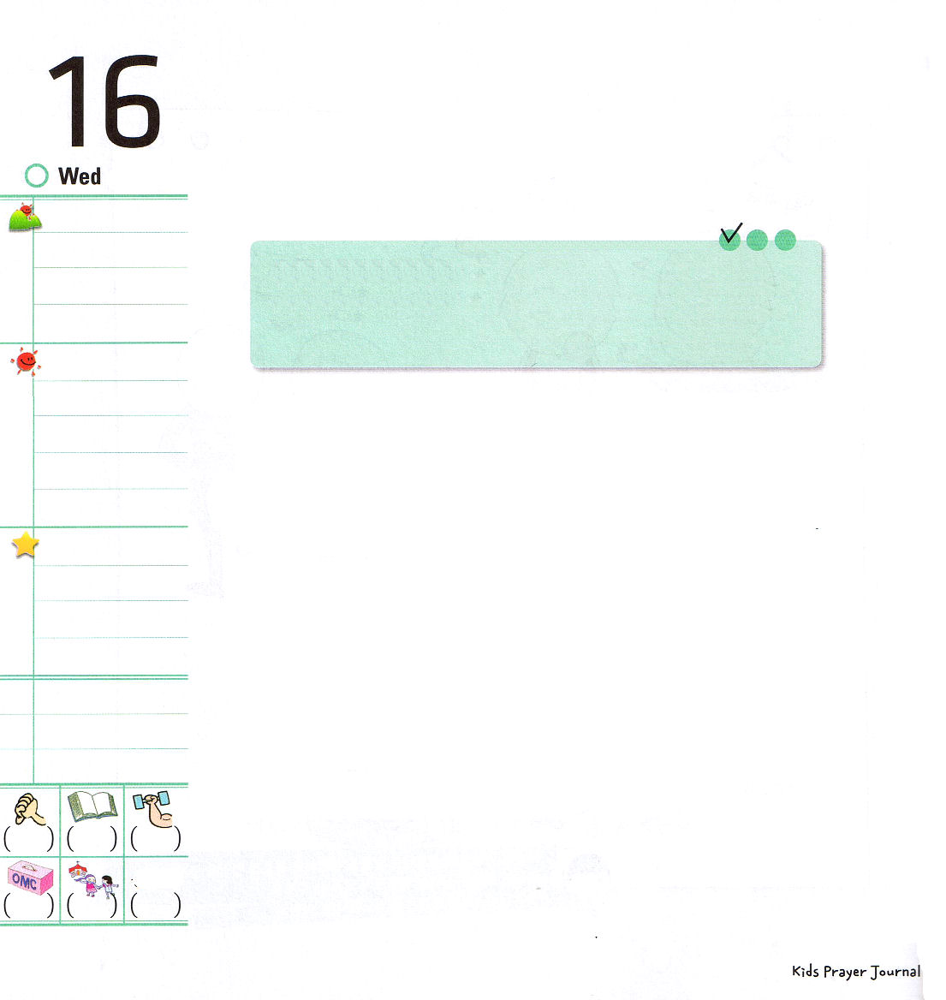 16
Wed
( ) ( ) ( )
OMC
( ) ( ) ( )
Kids Prayer Journal